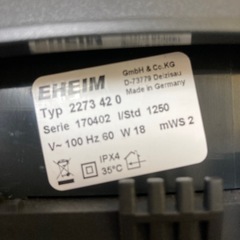 EHEIM GmbH & Co.KG
D-73779 Deizisau
Made in Germany
Typ 2273 42 0
Serie 170402 l/Std 1250
V~ 100 Hz 60 W 18 mWS 2
IPX4
35°C